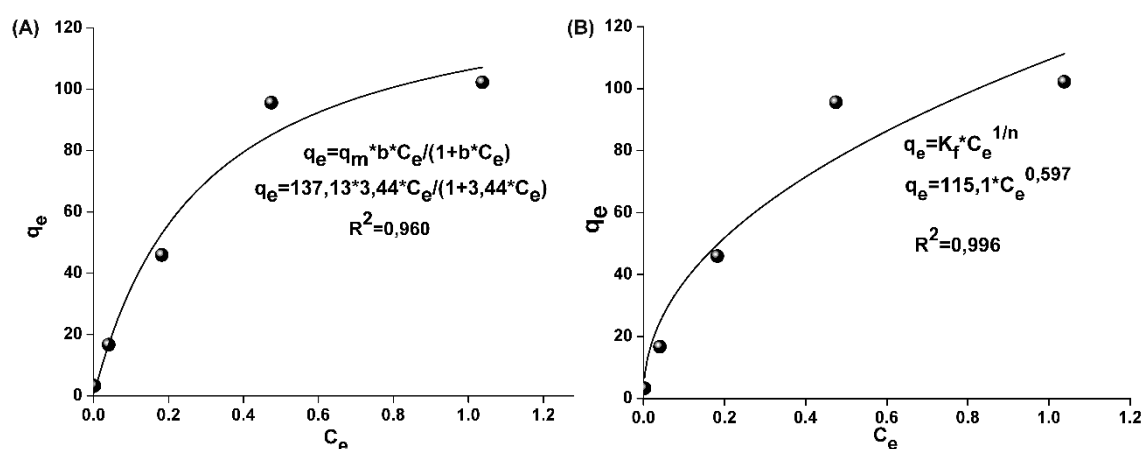 (A)
120
100
80
60
40
20
0
q_e
q_e=q_m*b*C_e/(1+b*C_e)
q_e=137,13*3,44*C_e/(1+3,44*C_e)
R^2=0,960
0.0 0.2 0.4 0.6 0.8 1.0 1.2
C_e
(B)
120
100
80
60
40
20
0
q_e
q_e=K_f*C_e^1/n
q_e=115,1*C_e^0,597
R^2=0,996
0.0 0.2 0.4 0.6 0.8 1.0 1.2
C_e